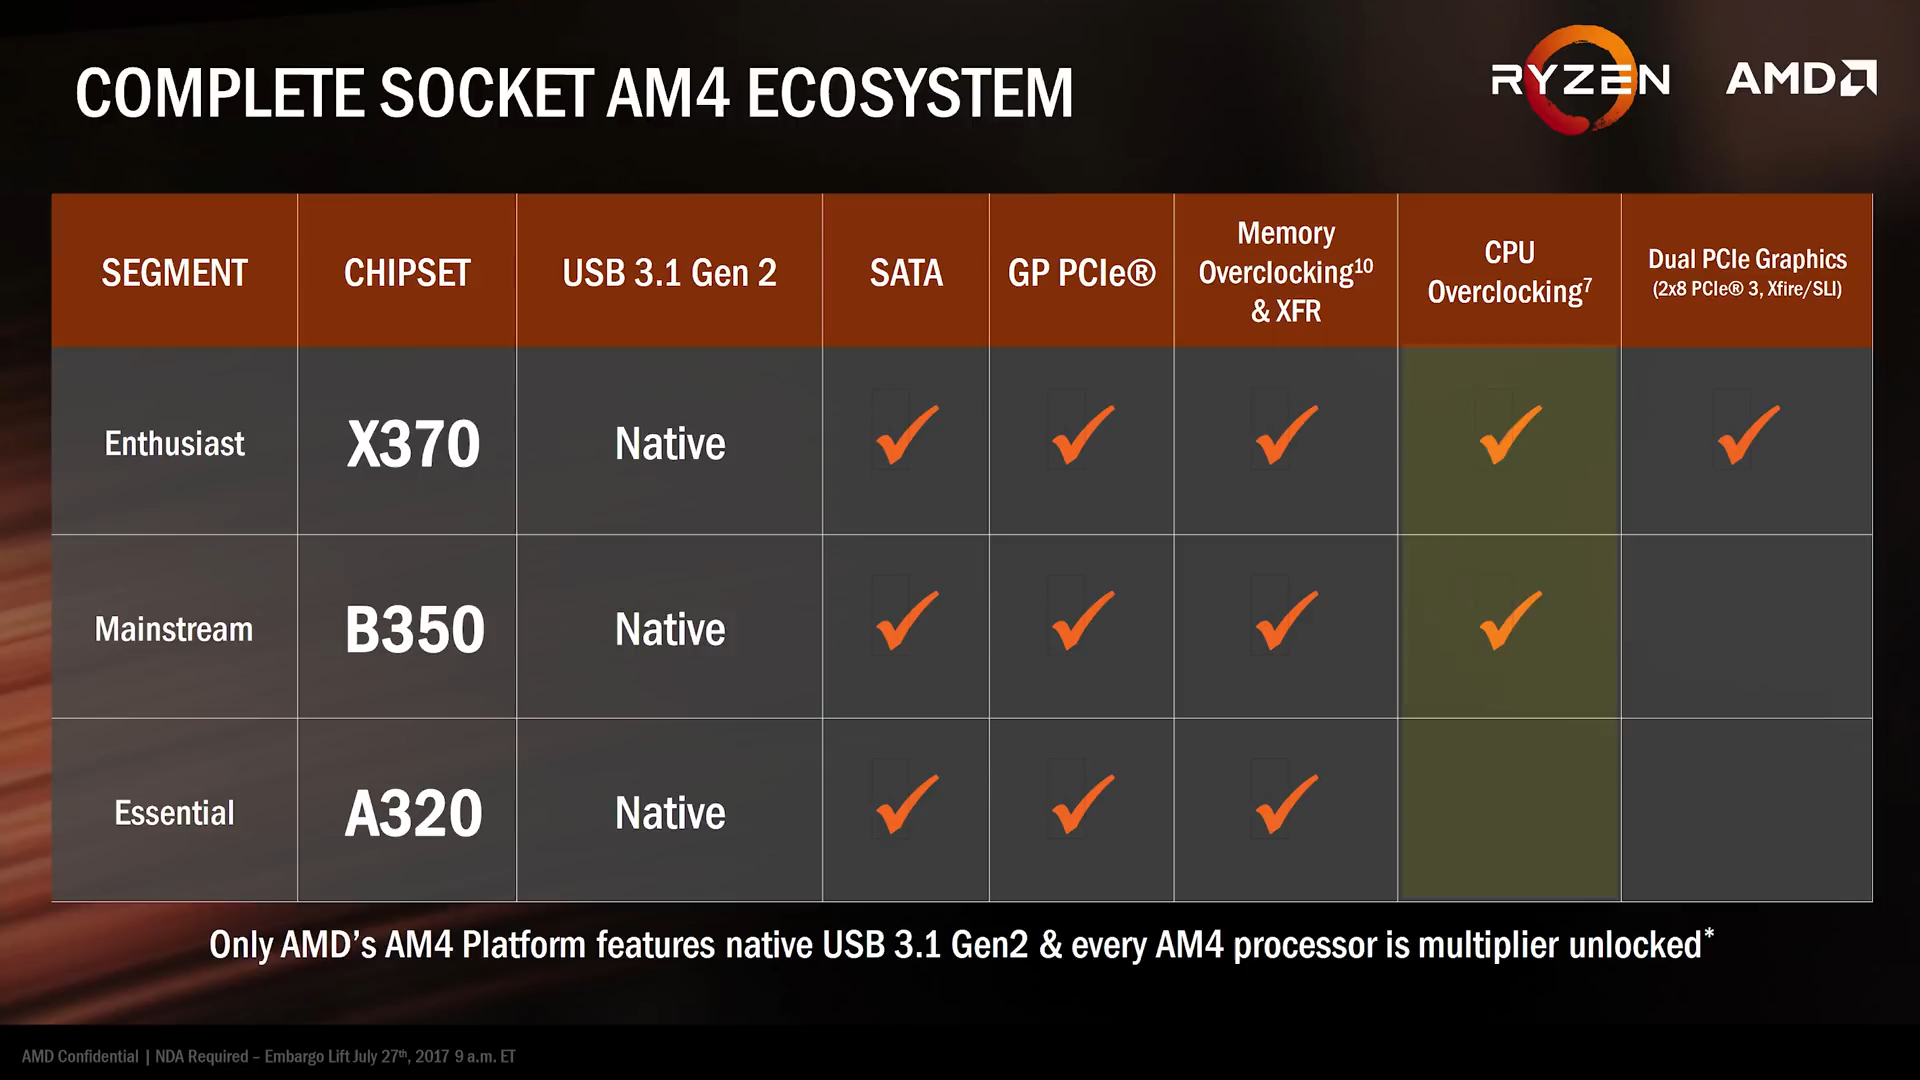 COMPLETE SOCKET AM4 ECOSYSTEM
RYZEN
AMD
SEGMENT
CHIPSET
USB 3.1 Gen 2
SATA
GP PCIe®
Memory
Overclocking¹⁰
& XFR
CPU
Overclocking⁷
Dual PCIe Graphics
(2x8 PCIe® 3, Xfire/SLI)
Enthusiast
X370
Native
Mainstream
B350
Native
Essential
A320
Native
Only AMD’s AM4 Platform features native USB 3.1 Gen2 & every AM4 processor is multiplier unlocked*
AMD Confidential | NDA Required – Embargo Lift July 27th, 2017 9 a.m. ET